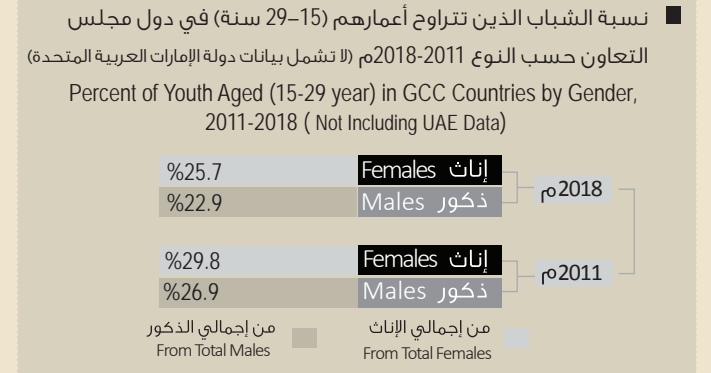 نسبة الشباب الذين تتراوح أعمارهم (15–29 سنة) في دول مجلس
التعاون حسب النوع 2011-2018م (لا تشمل بيانات دولة الإمارات العربية المتحدة)
Percent of Youth Aged (15-29 year) in GCC Countries by Gender,
2011-2018 ( Not Including UAE Data)
%25.7 Females إناث
2018م
%22.9 Males ذكور
%29.8 Females إناث
2011م
%26.9 Males ذكور
من إجمالي الذكور
From Total Males
من إجمالي الإناث
From Total Females